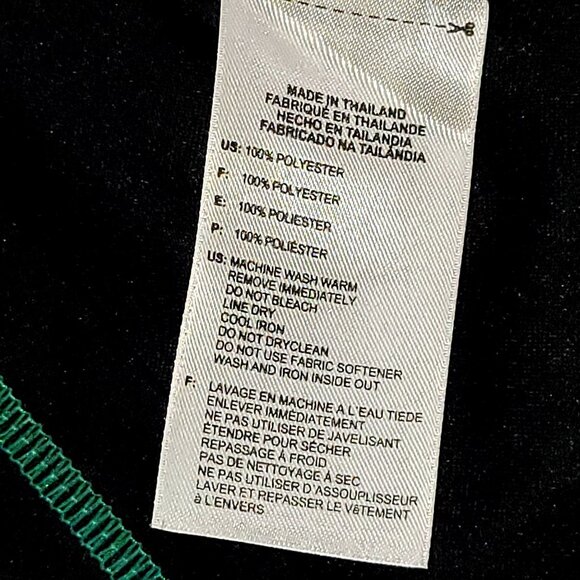 MADE IN THAILAND
FABRIQUÉ EN THAILANDE
HECHO EN TAILANDIA
FABRICADO NA TAILÂNDIA
US: 100% POLYESTER
F: 100% POLYESTER
E: 100% POLIESTER
P: 100% POLIÉSTER
US: MACHINE WASH WARM
REMOVE IMMEDIATELY
DO NOT BLEACH
LINE DRY
COOL IRON
DO NOT DRYCLEAN
DO NOT USE FABRIC SOFTENER
WASH AND IRON INSIDE OUT
F: LAVAGE EN MACHINE A L'EAU TIEDE
ENLEVER IMMÉDIATEMENT
NE PAS UTILISER DE JAVELISANT
ÉTENDRE POUR SÉCHER
REPASSAGE À FROID
PAS DE NETTOYAGE À SEC
NE PAS UTILISER D'ASSOUPLISSEUR
LAVER ET REPASSER LE VêTEMENT
à L'ENVERS